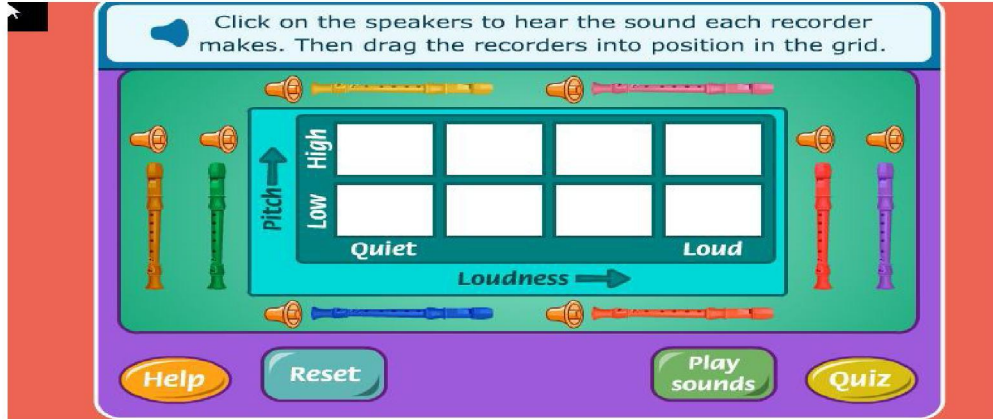 Click on the speakers to hear the sound each recorder
makes. Then drag the recorders into position in the grid.
High
Pitch
Low
Quiet
Loud
Loudness
Help
Reset
Play
sounds
Quiz